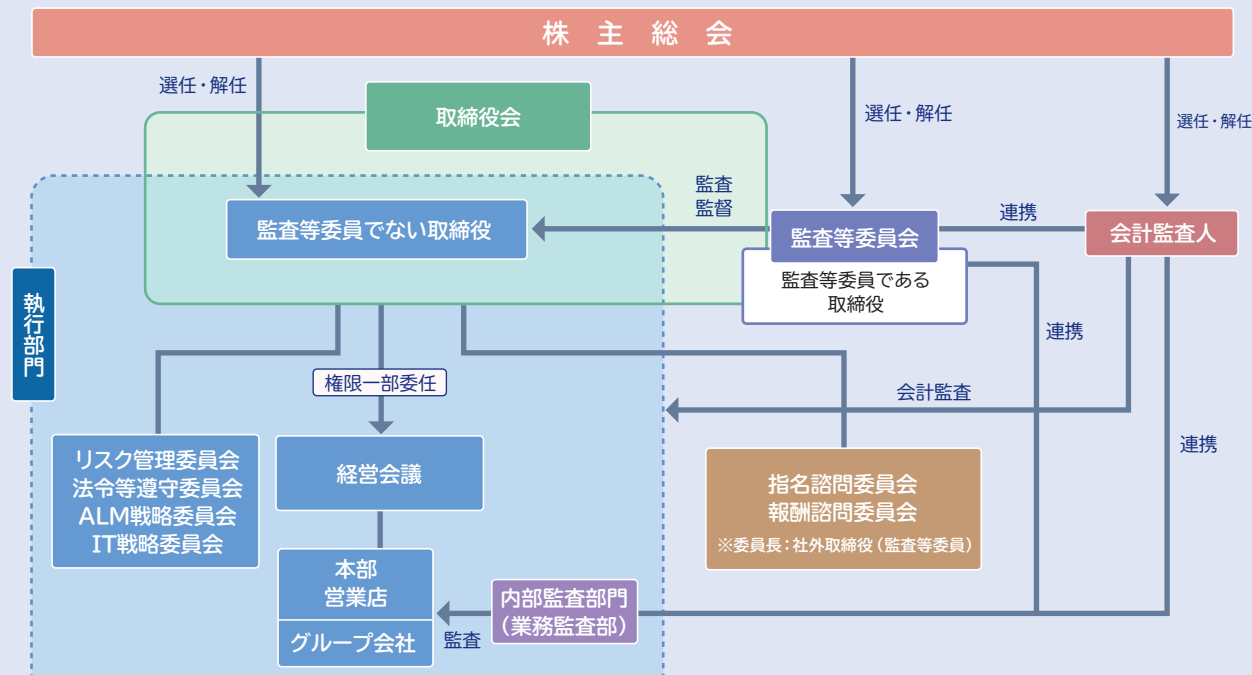 株主総会
選任・解任
取締役会
選任・解任
選任・解任
監査
監督
監査等委員でない取締役
監査等委員会
連携
会計監査人
監査等委員である
取締役
執行部門
連携
権限一部委任
会計監査
連携
リスク管理委員会
法令等遵守委員会
ALM戦略委員会
IT戦略委員会
経営会議
指名諮問委員会
報酬諮問委員会
※委員長：社外取締役（監査等委員）
本部
営業店
グループ会社
監査
内部監査部門
（業務監査部）